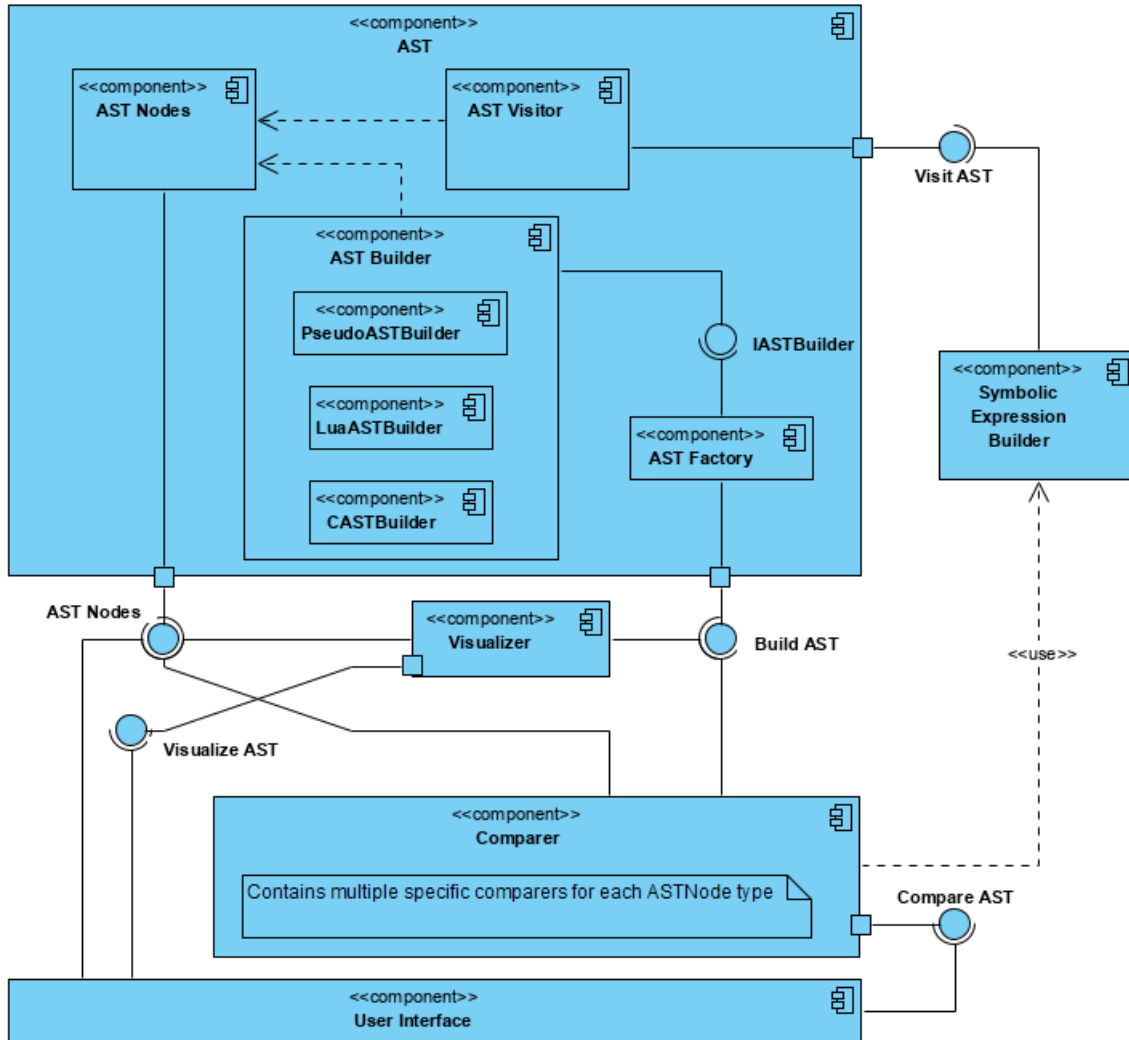 <<component>>
AST
<<component>>
AST Nodes
<<component>>
AST Visitor
Visit AST
<<component>>
AST Builder
<<component>>
PseudoASTBuilder
IASTBuilder
<<component>>
Symbolic
Expression
Builder
<<component>>
LuaASTBuilder
<<component>>
AST Factory
<<component>>
CASTBuilder
AST Nodes
<<component>>
Visualizer
Build AST
<<use>>
Visualize AST
<<component>>
Comparer
Contains multiple specific comparers for each ASTNode type
Compare AST
<<component>>
User Interface